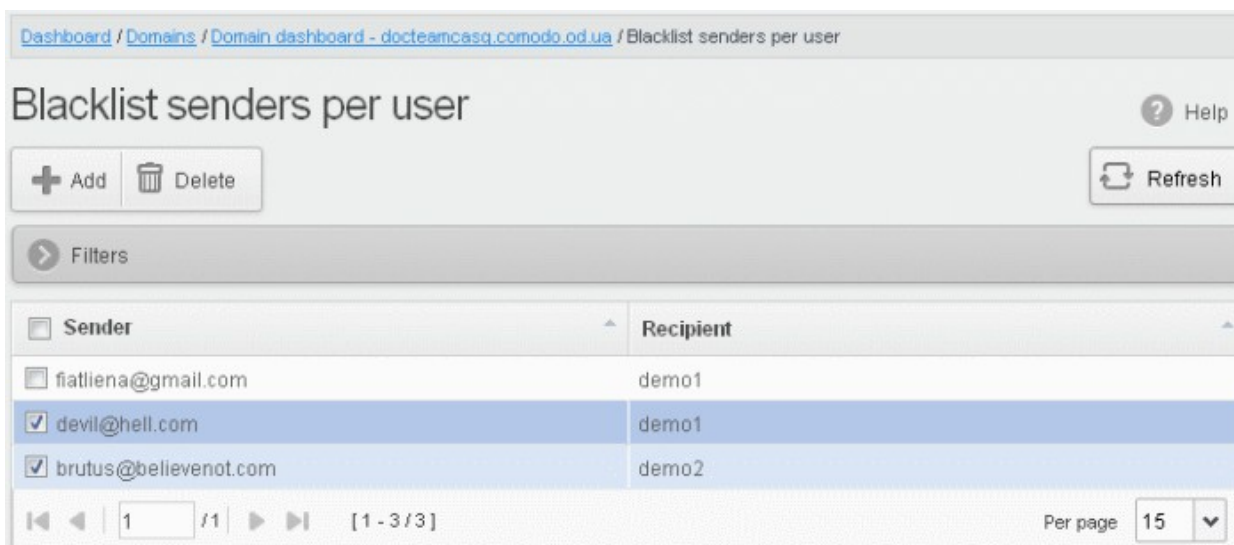 Dashboard / Domains / Domain dashboard - docteamcasg.comodo.od.ua / Blacklist senders per user
Blacklist senders per user
Help
Add Delete
Refresh
Filters
Sender Recipient
fiatliena@gmail.com demo1
devil@hell.com demo1
brutus@believenot.com demo2
1 /1 [1 - 3 / 3] Per page 15